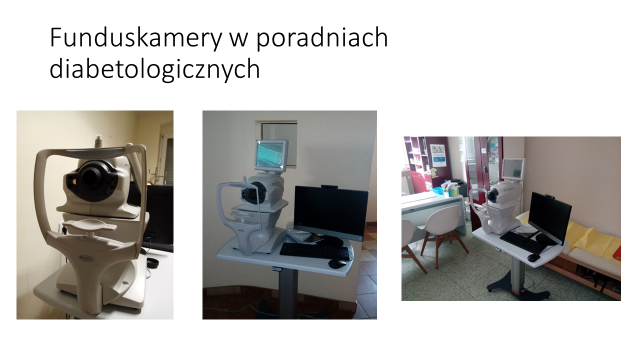 Funduskamery w poradniach
diabetologicznych